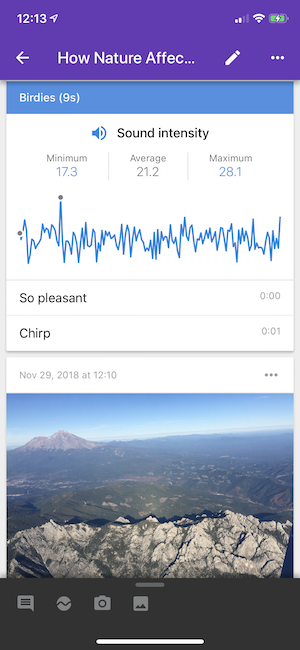 12:13
How Nature Affec...
Birdies (9s)
Sound intensity
Minimum Average Maximum
17.3 21.2 28.1
So pleasant 0:00
Chirp 0:01
Nov 29, 2018 at 12:10